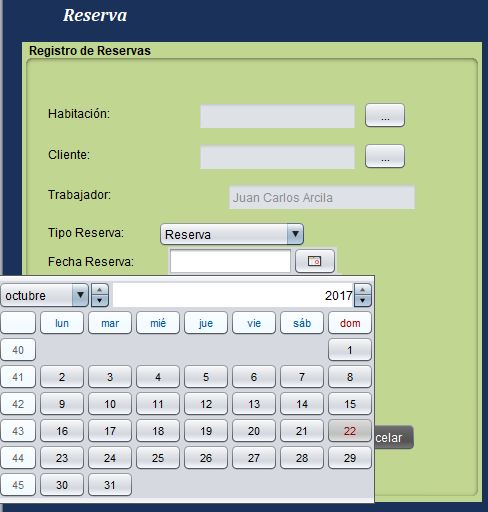 Reserva
Registro de Reservas
Habitación: ...
Cliente: ...
Trabajador: Juan Carlos Arcila
Tipo Reserva: Reserva
Fecha Reserva:
octubre 2017
lun mar mié jue vie sáb dom
40 1
41 2 3 4 5 6 7 8
42 9 10 11 12 13 14 15
43 16 17 18 19 20 21 22
celar
44 23 24 25 26 27 28 29
45 30 31